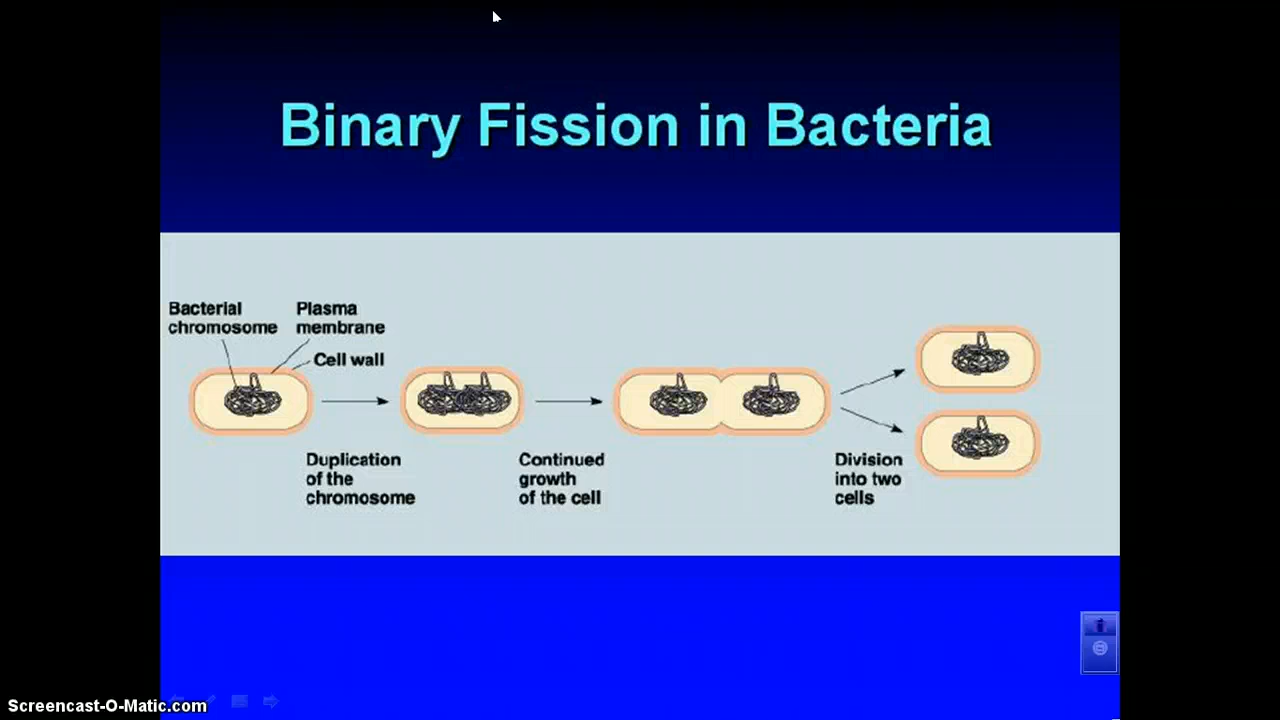 Binary Fission in Bacteria
Bacterial
chromosome
Plasma
membrane
Cell wall
Duplication
of the
chromosome
Continued
growth
of the cell
Division
into two
cells
Screencast-O-Matic.com